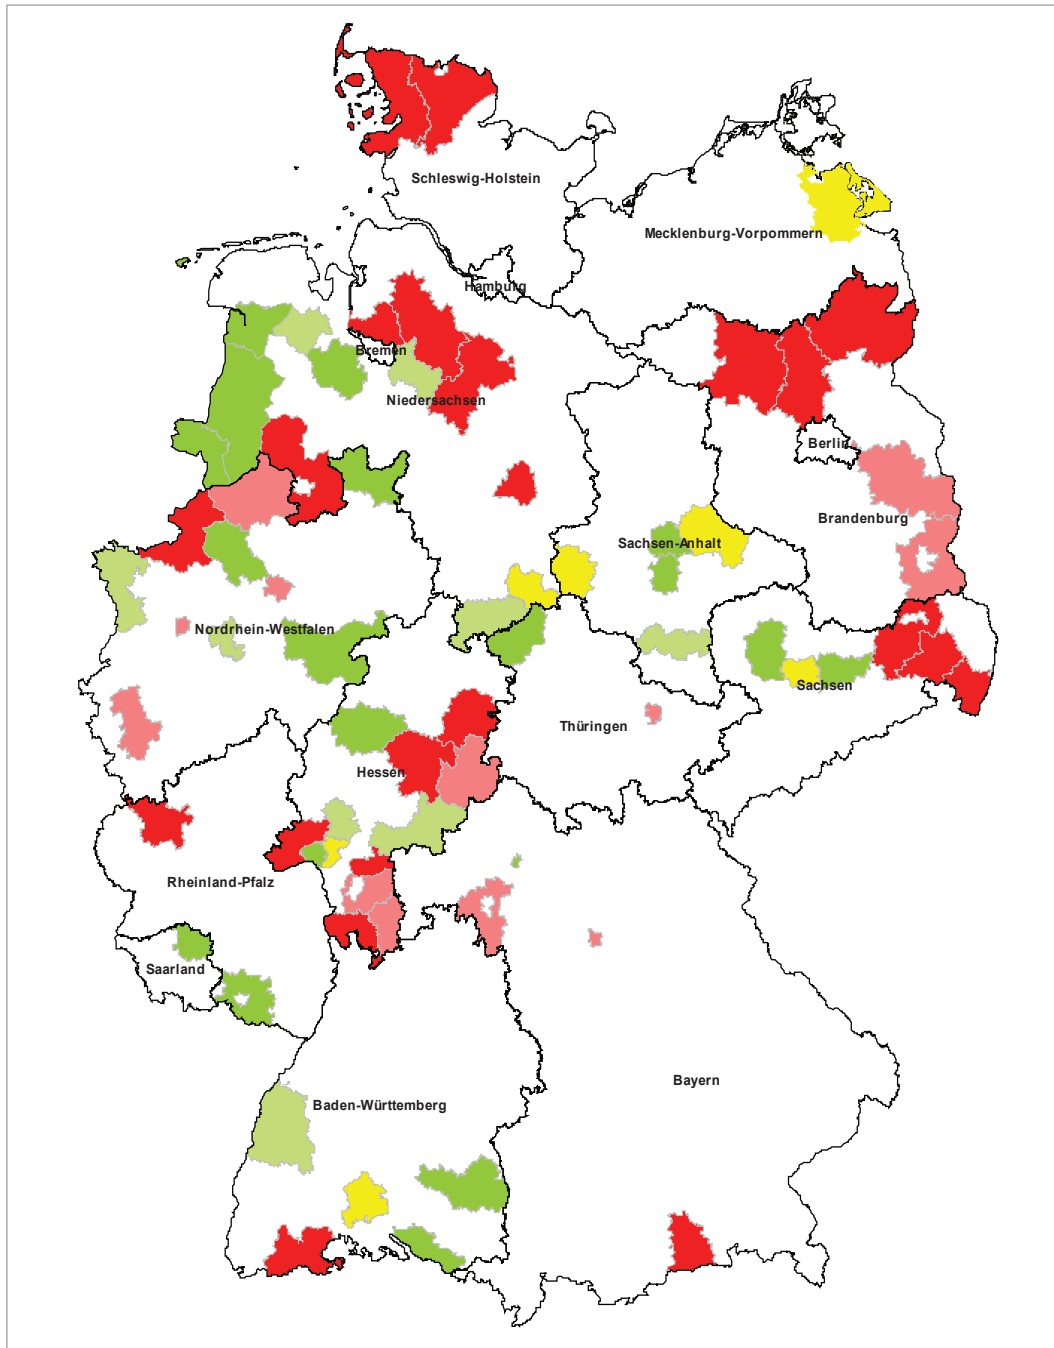 Schleswig-Holstein
Mecklenburg-Vorpommern
Hamburg
Bremen
Niedersachsen
Berlin
Brandenburg
Sachsen-Anhalt
Nordrhein-Westfalen
Sachsen
Thüringen
Hessen
Rheinland-Pfalz
Saarland
Bayern
Baden-Württemberg